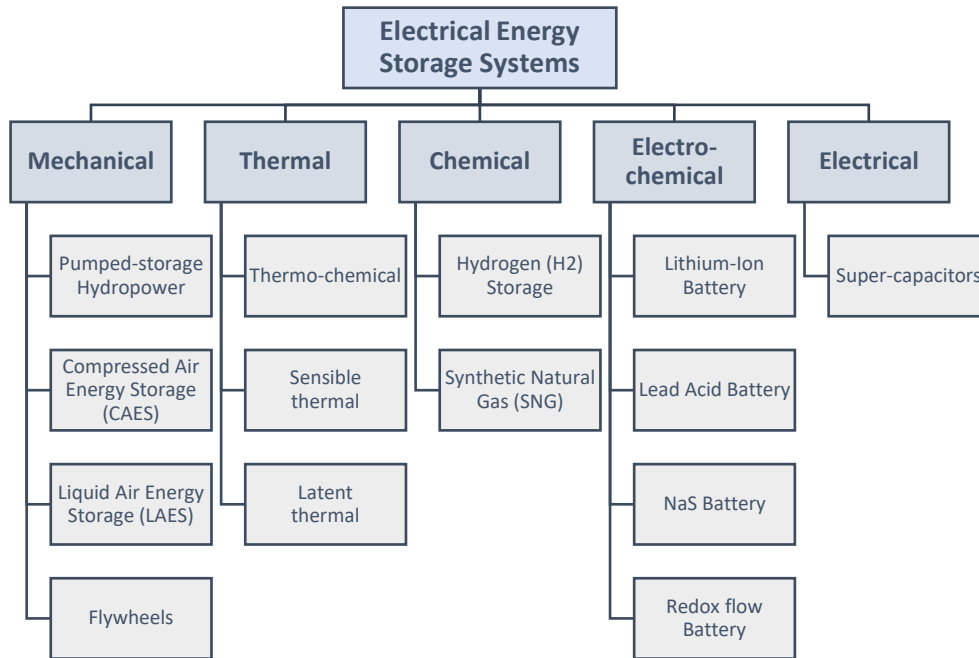 Electrical Energy
Storage Systems
Mechanical
Thermal
Chemical
Electro-
chemical
Electrical
Pumped-storage
Hydropower
Thermo-chemical
Hydrogen (H2)
Storage
Lithium-Ion
Battery
Super-capacitors
Compressed Air
Energy Storage
(CAES)
Sensible
thermal
Synthetic Natural
Gas (SNG)
Lead Acid Battery
Liquid Air Energy
Storage (LAES)
Latent
thermal
NaS Battery
Flywheels
Redox flow
Battery